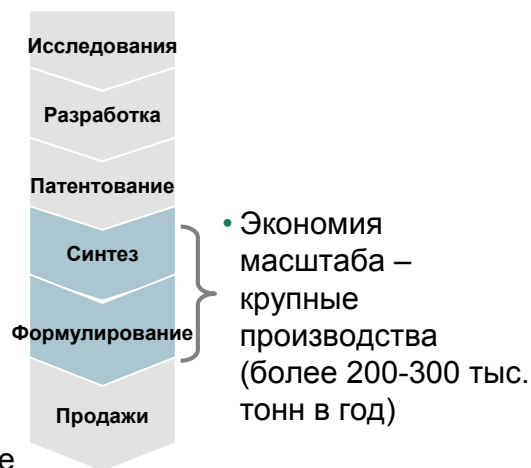 Исследования
Разработка
Патентование
Синтез
Формулирование
Продажи
• Экономия
масштаба –
крупные
производства
(более 200-300 тыс.
тонн в год)
е